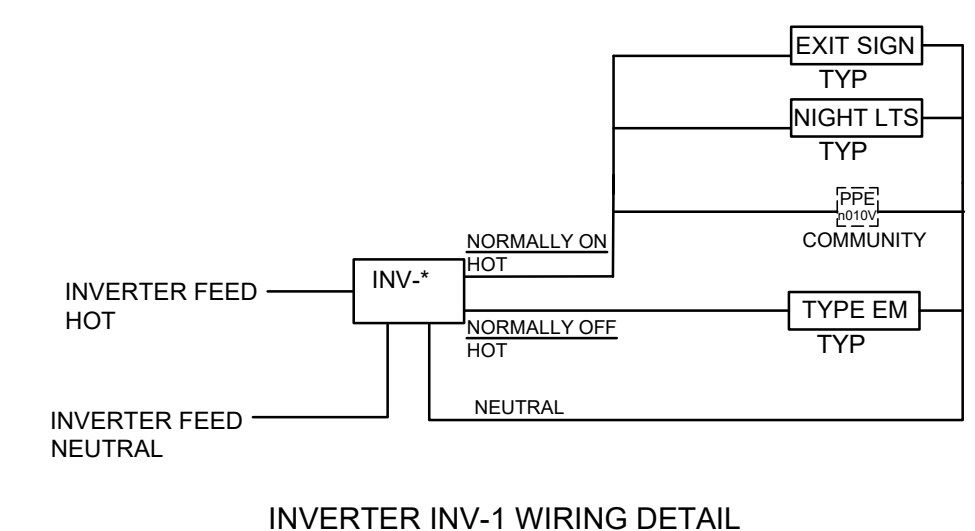 EXIT SIGN
TYP
NIGHT LTS
TYP
PPE
n010V
COMMUNITY
NORMALLY ON
HOT
INV-*
INVERTER FEED
HOT
TYPE EM
TYP
NORMALLY OFF
HOT
NEUTRAL
INVERTER FEED
NEUTRAL
INVERTER INV-1 WIRING DETAIL